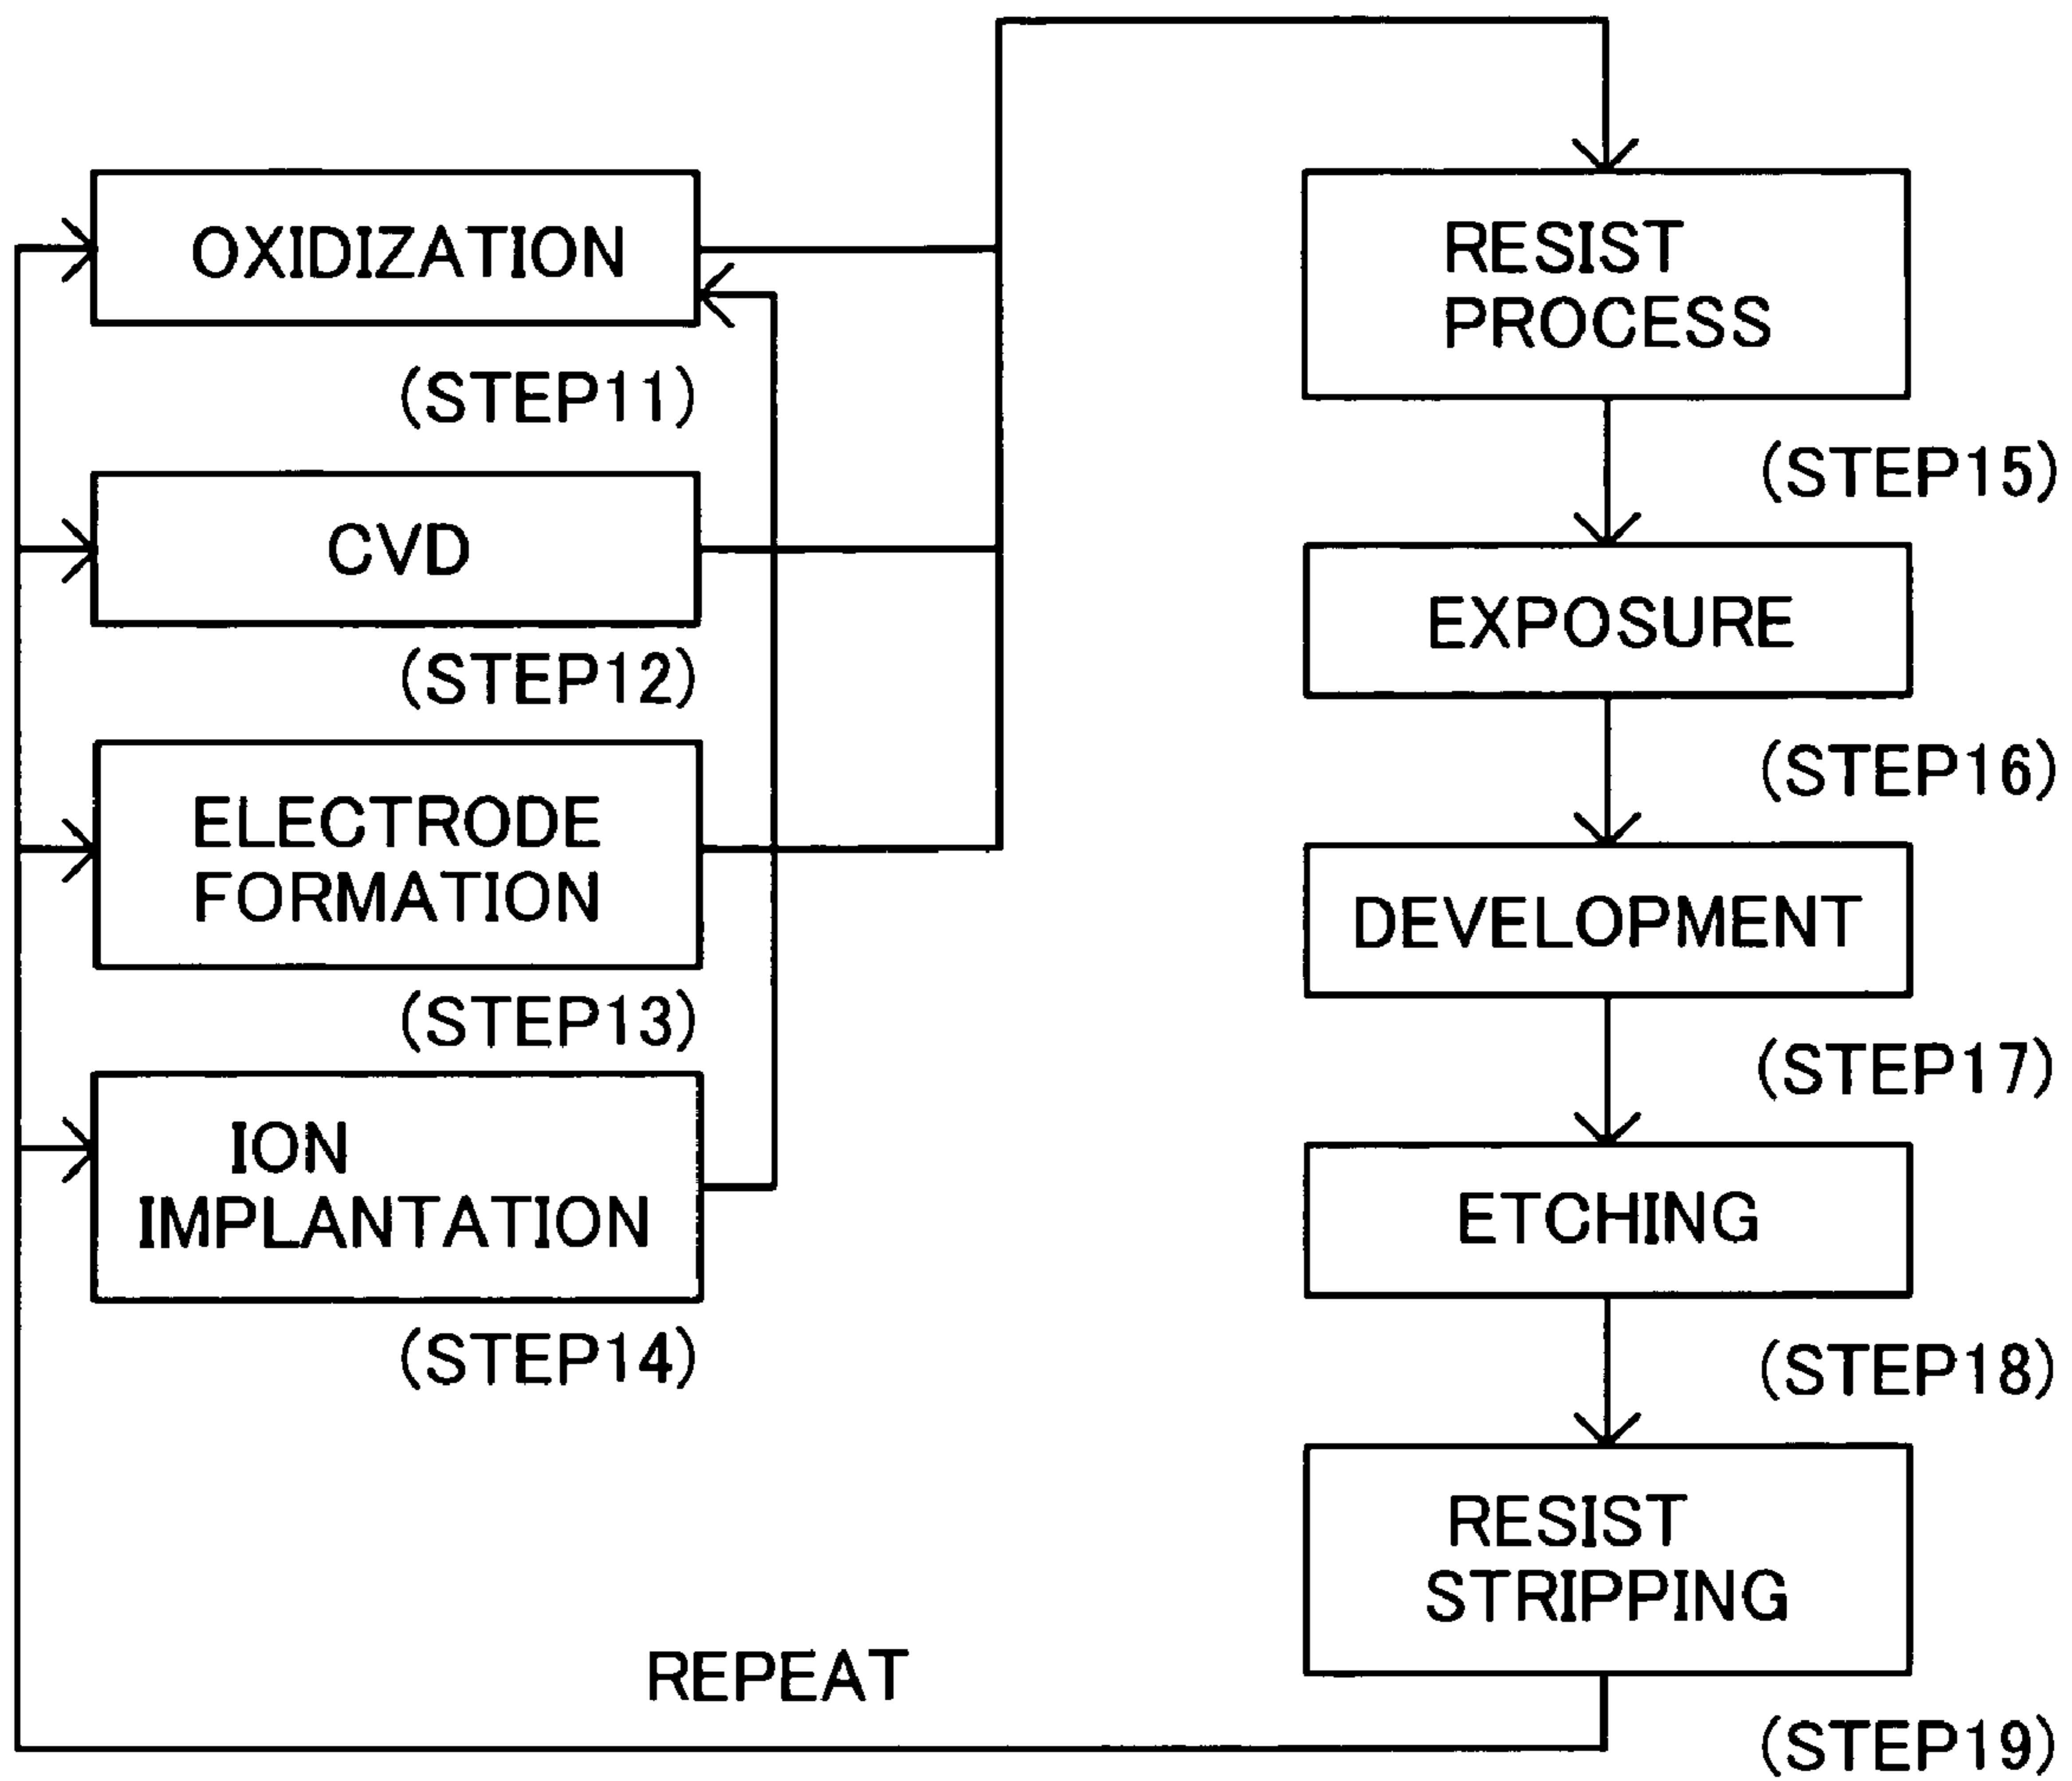 OXIDIZATION
(STEP11)
CVD
(STEP12)
ELECTRODE
FORMATION
(STEP13)
ION
IMPLANTATION
(STEP14)
RESIST
PROCESS
(STEP15)
EXPOSURE
(STEP16)
DEVELOPMENT
(STEP17)
ETCHING
(STEP18)
RESIST
STRIPPING
(STEP19)
REPEAT